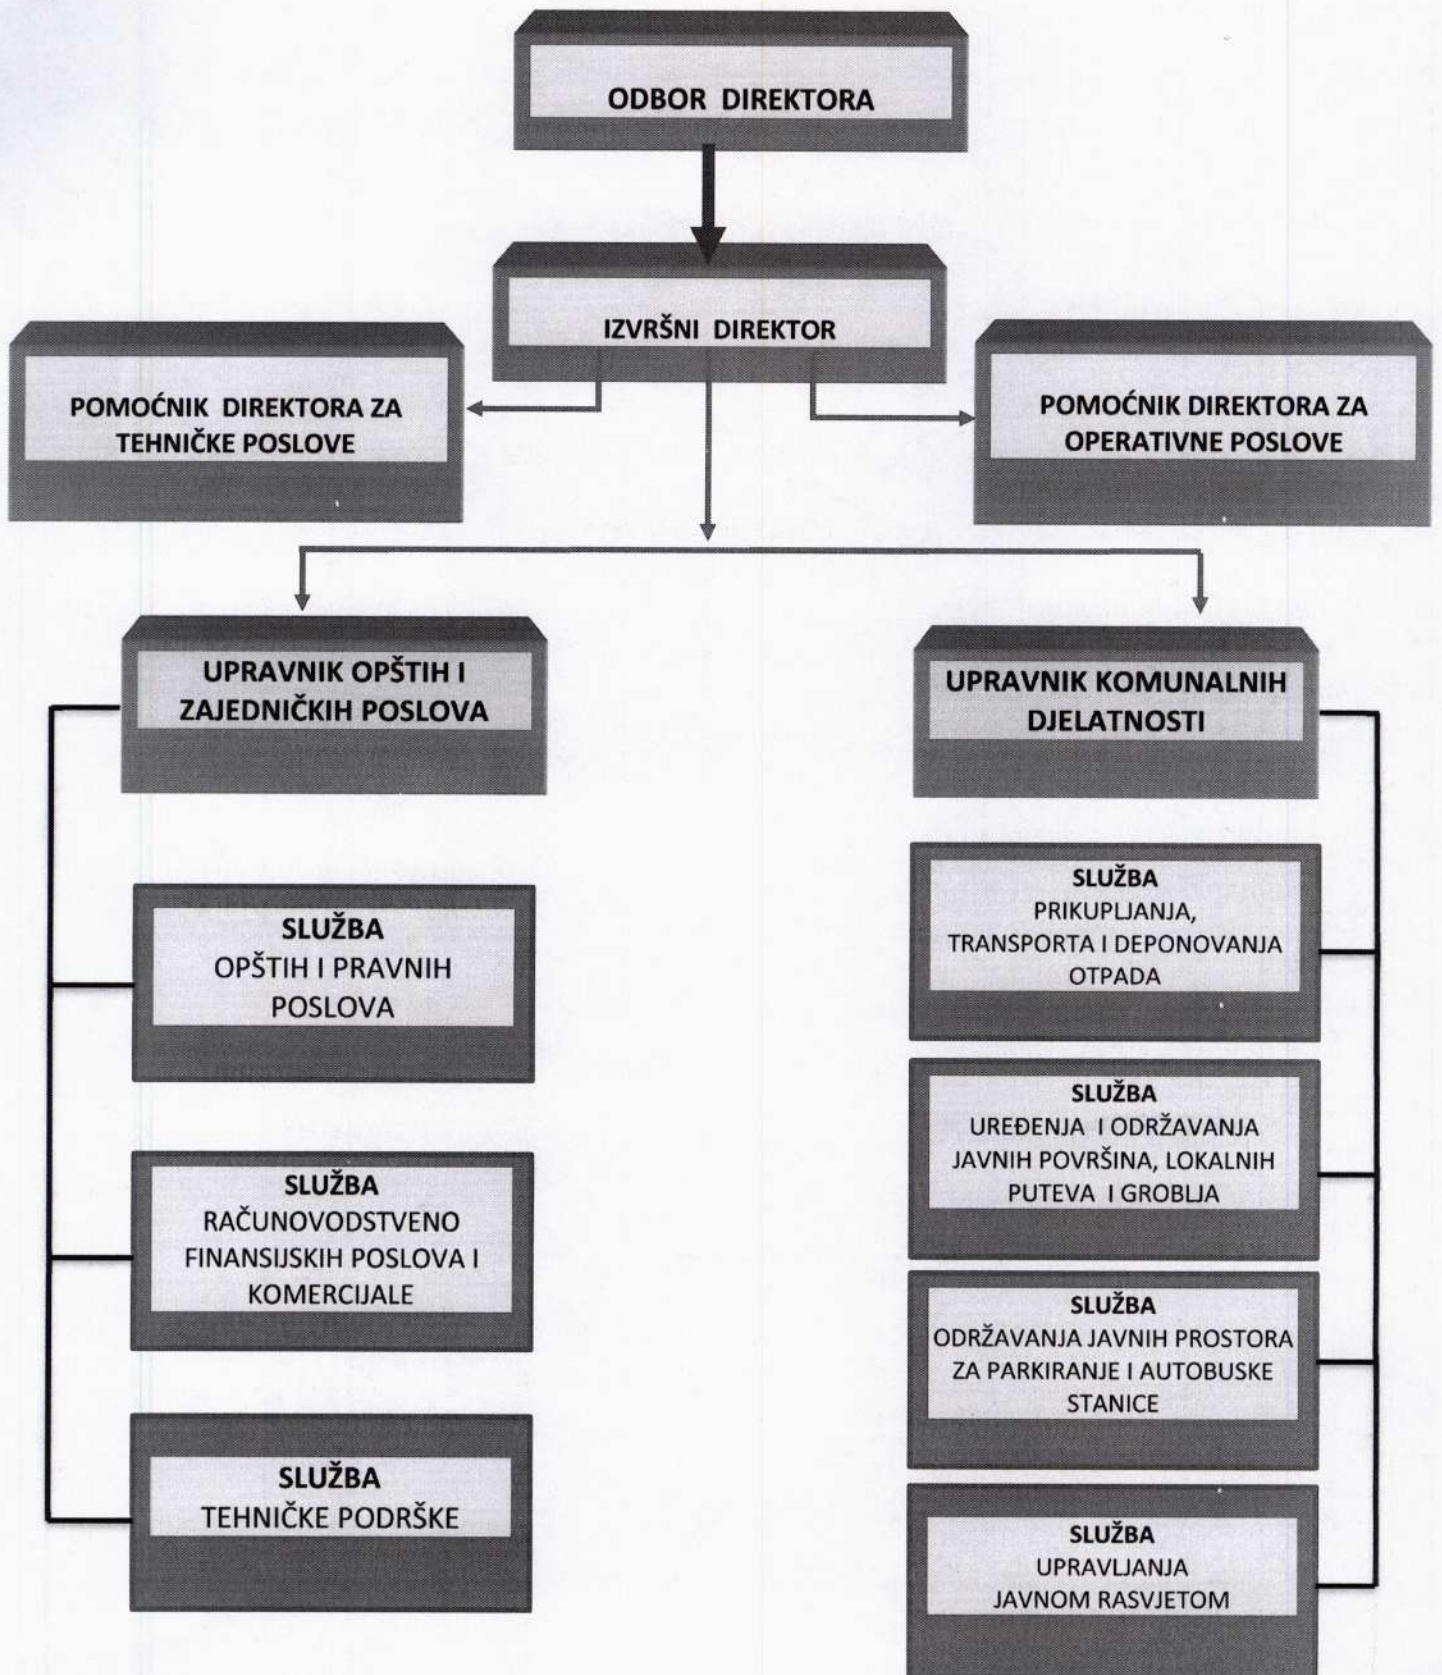 ODBOR DIREKTORA
IZVRŠNI DIREKTOR
POMOĆNIK DIREKTORA ZA
TEHNIČKE POSLOVE
POMOĆNIK DIREKTORA ZA
OPERATIVNE POSLOVE
UPRAVNIK OPŠTIH I
ZAJEDNIČKIH POSLOVA
SLUŽBA
OPŠTIH I PRAVNIH
POSLOVA
SLUŽBA
RAČUNOVODSTVENO
FINANSIJSKIH POSLOVA I
KOMERCIJALE
SLUŽBA
TEHNIČKE PODRŠKE
UPRAVNIK KOMUNALNIH
DJELATNOSTI
SLUŽBA
PRIKUPLJANJA,
TRANSPORTA I DEPONOVANJA
OTPADA
SLUŽBA
UREĐENJA I ODRŽAVANJA
JAVNIH POVRŠINA, LOKALNIH
PUTEVA I GROBLJA
SLUŽBA
ODRŽAVANJA JAVNIH PROSTORA
ZA PARKIRANJE I AUTOBUSKE
STANICE
SLUŽBA
UPRAVLJANJA
JAVNOM RASVJETOM